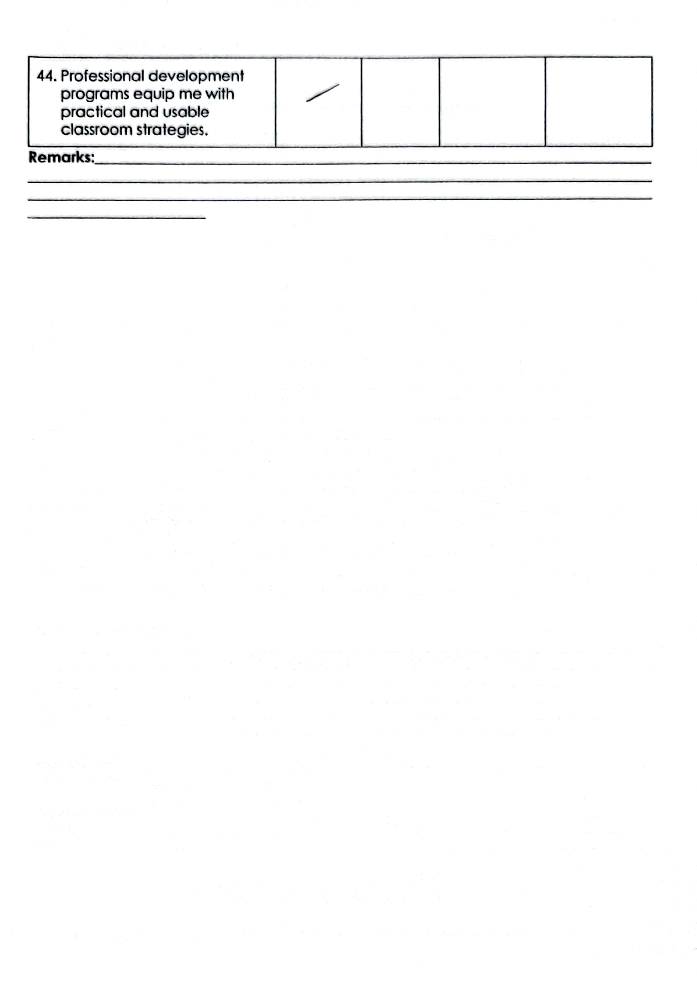 44. Professional development
programs equip me with
practical and usable
classroom strategies.
Remarks: